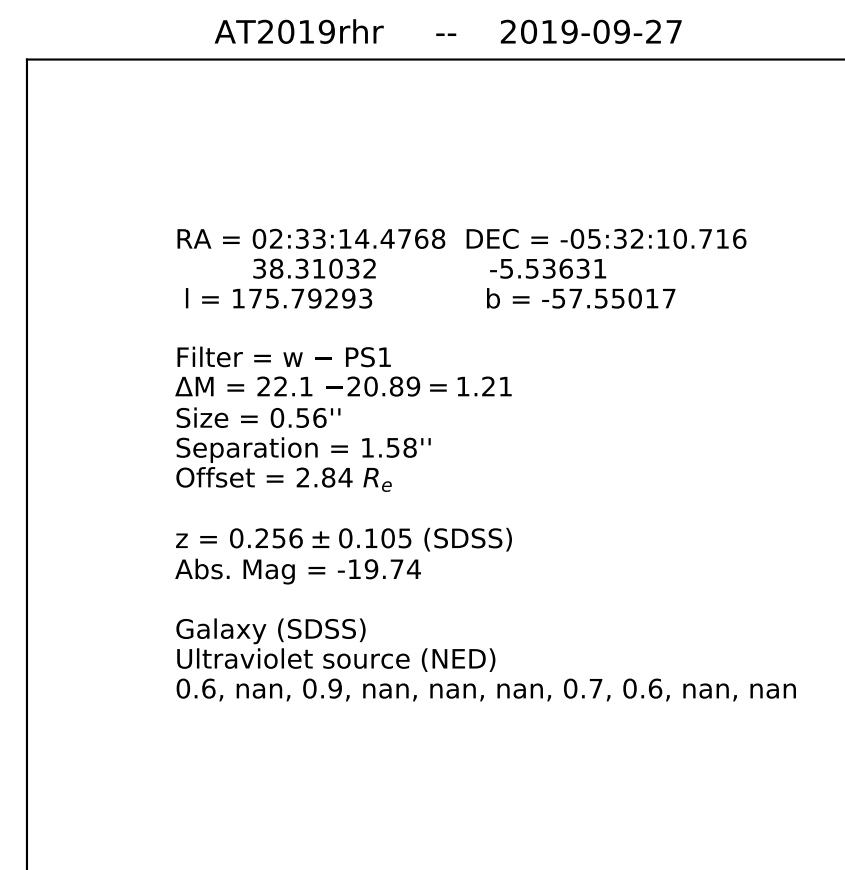 AT2019rhr -- 2019-09-27
RA = 02:33:14.4768 DEC = -05:32:10.716
38.31032 -5.53631
l = 175.79293 b = -57.55017
Filter = w − PS1
ΔM = 22.1 −20.89 = 1.21
Size = 0.56''
Separation = 1.58''
Offset = 2.84 Rₑ
z = 0.256 ± 0.105 (SDSS)
Abs. Mag = -19.74
Galaxy (SDSS)
Ultraviolet source (NED)
0.6, nan, 0.9, nan, nan, nan, 0.7, 0.6, nan, nan